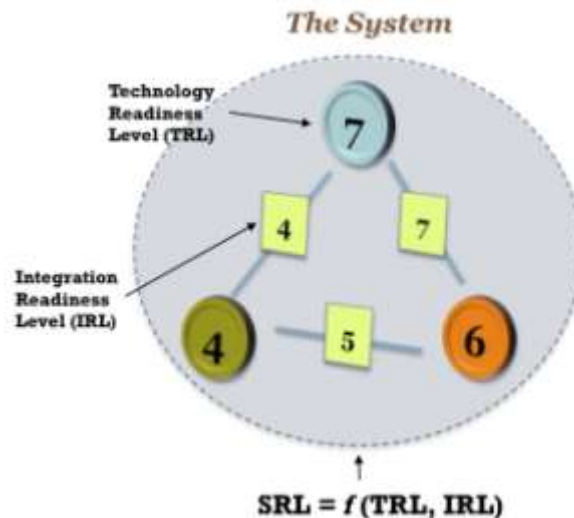 The System
Technology
Readiness
Level (TRL)
7
4
7
Integration
Readiness
Level (IRL)
4
5
6
SRL = f (TRL, IRL)